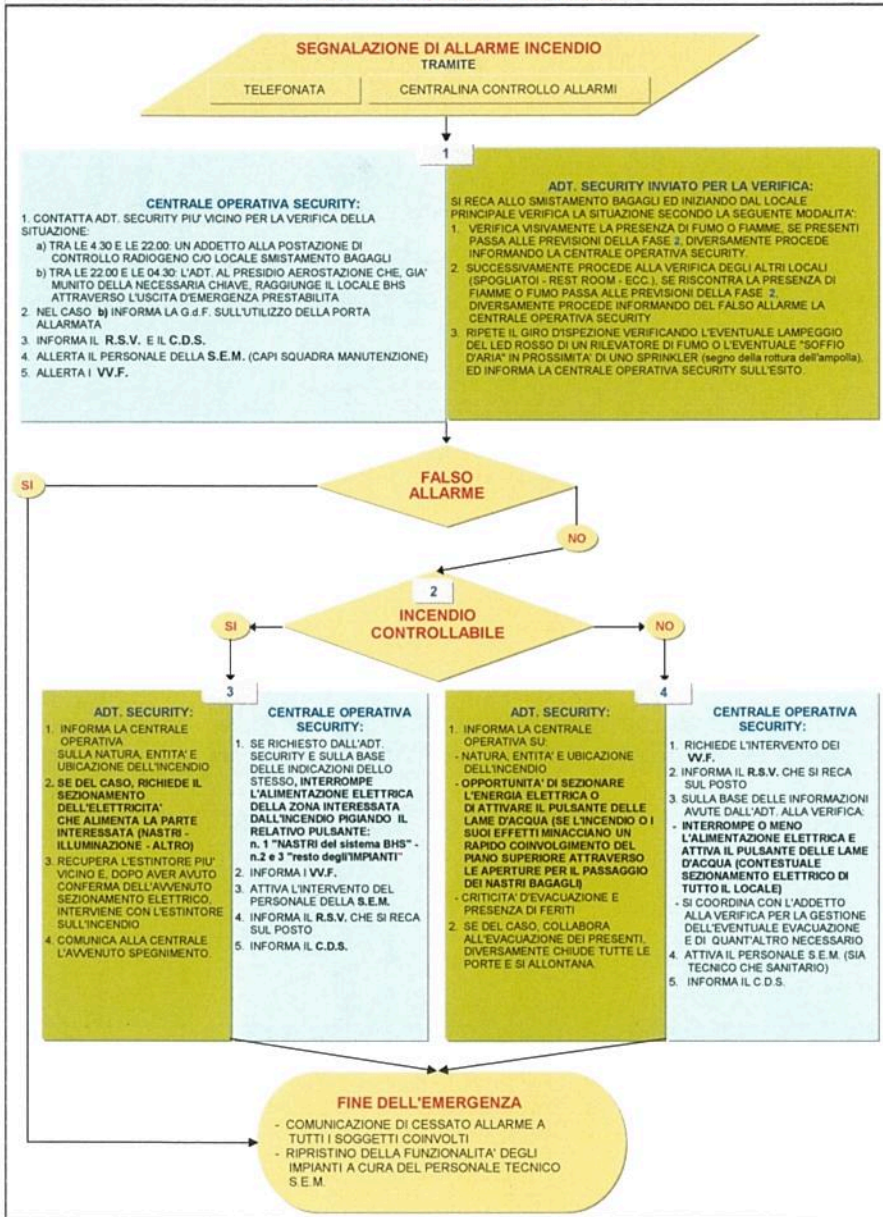 SEGNALAZIONE DI ALLARME INCENDIO
TRAMITE
TELEFONATA
CENTRALINA CONTROLLO ALLARMI
1
CENTRALE OPERATIVA SECURITY:
1. CONTATTA ADT. SECURITY PIU' VICINO PER LA VERIFICA DELLA
SITUAZIONE:
a) TRA LE 4.30 E LE 22.00: UN ADDETTO ALLA POSTAZIONE DI
CONTROLLO RADIOGENO C/O LOCALE SMISTAMENTO BAGAGLI
b) TRA LE 22.00 E LE 04.30: L'ADT. AL PRESIDIO AEROSTAZIONE CHE, GIA'
MUNITO DELLA NECESSARIA CHIAVE, RAGGIUNGE IL LOCALE BHS
ATTRAVERSO L'USCITA D'EMERGENZA PRESTABILITA
2. NEL CASO b) INFORMA LA G.d.F. SULL'UTILIZZO DELLA PORTA
ALLARMATA
3. INFORMA IL R.S.V. E IL C.D.S.
4. ALLERTA IL PERSONALE DELLA S.E.M. (CAPI SQUADRA MANUTENZIONE)
5. ALLERTA I VV.F.
ADT. SECURITY INVIATO PER LA VERIFICA:
SI RECA ALLO SMISTAMENTO BAGAGLI ED INIZIANDO DAL LOCALE
PRINCIPALE VERIFICA LA SITUAZIONE SECONDO LA SEGUENTE MODALITA':
1. VERIFICA VISIVAMENTE LA PRESENZA DI FUMO O FIAMME, SE PRESENTI
PASSA ALLE PREVISIONI DELLA FASE 2, DIVERSAMENTE PROCEDE
INFORMANDO LA CENTRALE OPERATIVA SECURITY.
2. SUCCESSIVAMENTE PROCEDE ALLA VERIFICA DEGLI ALTRI LOCALI
(SPOGLIATOI - REST ROOM - ECC.), SE RISCONTRA LA PRESENZA DI
FIAMME O FUMO PASSA ALLE PREVISIONI DELLA FASE 2,
DIVERSAMENTE PROCEDE INFORMANDO DEL FALSO ALLARME LA
CENTRALE OPERATIVA SECURITY
3. RIPETE IL GIRO D'ISPEZIONE VERIFICANDO L'EVENTUALE LAMPEGGIO
DEL LED ROSSO DI UN RILEVATORE DI FUMO O L'EVENTUALE "SOFFIO
D'ARIA" IN PROSSIMITA' DI UNO SPRINKLER (segno della rottura dell'ampolla),
ED INFORMA LA CENTRALE OPERATIVA SECURITY SULL'ESITO.
FALSO
ALLARME
SI
NO
2
INCENDIO
CONTROLLABILE
SI
NO
3
ADT. SECURITY:
1. INFORMA LA CENTRALE
OPERATIVA
SULLA NATURA, ENTITA' E
UBICAZIONE DELL'INCENDIO
2. SE DEL CASO, RICHIEDE IL
SEZIONAMENTO
DELL'ELETTRICITA'
CHE ALIMENTA LA PARTE
INTERESSATA (NASTRI -
ILLUMINAZIONE - ALTRO)
3. RECUPERA L'ESTINTORE PIU'
VICINO E, DOPO AVER AVUTO
CONFERMA DELL'AVVENUTO
SEZIONAMENTO ELETTRICO,
INTERVIENE CON L'ESTINTORE
SULL'INCENDIO
4. COMUNICA ALLA CENTRALE
L'AVVENUTO SPEGNIMENTO.
CENTRALE OPERATIVA
SECURITY:
1. SE RICHIESTO DALL'ADT.
SECURITY E SULLA BASE
DELLE INDICAZIONI DELLO
STESSO, INTERROMPE
L'ALIMENTAZIONE ELETTRICA
DELLA ZONA INTERESSATA
DALL'INCENDIO PIGIANDO IL
RELATIVO PULSANTE:
n. 1 "NASTRI DEL SISTEMA BHS" -
n.2 e 3 "resto degli IMPIANTI"
2. INFORMA I VV.F.
3. ATTIVA L'INTERVENTO DEL
PERSONALE DELLA S.E.M.
4. INFORMA IL R.S.V. CHE SI RECA
SUL POSTO
5. INFORMA IL C.D.S.
4
ADT. SECURITY:
1. INFORMA LA CENTRALE
OPERATIVA SU:
- NATURA, ENTITA' E UBICAZIONE
DELL'INCENDIO
- OPPORTUNITA' DI SEZIONARE
L'ENERGIA ELETTRICA O
DI ATTIVARE IL PULSANTE DELLE
LAME D'ACQUA (SE L'INCENDIO O I
SUOI EFFETTI MINACCIANO UN
RAPIDO COINVOLGIMENTO DEL
PIANO SUPERIORE ATTRAVERSO
LE APERTURE PER IL PASSAGGIO
DEI NASTRI BAGAGLI)
- CRITICITA' D'EVACUAZIONE E
PRESENZA DI FERITI
2. SE DEL CASO, COLLABORA
ALL'EVACUAZIONE DEI PRESENTI,
DIVERSAMENTE CHIUDE TUTTE LE
PORTE E SI ALLONTANA.
CENTRALE OPERATIVA
SECURITY:
1. RICHIEDE L'INTERVENTO DEI
VV.F.
2. INFORMA IL R.S.V. CHE SI RECA
SUL POSTO
3. SULLA BASE DELLE INFORMAZIONI
AVUTE DALL'ADT. ALLA VERIFICA:
- INTERROMPE O MENO
L'ALIMENTAZIONE ELETTRICA E
ATTIVA IL PULSANTE DELLE LAME
D'ACQUA (CONTESTUALE
SEZIONAMENTO ELETTRICO DI
TUTTO IL LOCALE)
- SI COORDINA CON L'ADDETTO
ALLA VERIFICA PER LA GESTIONE
DELL'EVENTUALE EVACUAZIONE
E DI QUANT'ALTRO NECESSARIO
4. ATTIVA IL PERSONALE S.E.M. (SIA
TECNICO CHE SANITARIO)
5. INFORMA IL C.D.S.
FINE DELL'EMERGENZA
- COMUNICAZIONE DI CESSATO ALLARME A
TUTTI I SOGGETTI COINVOLTI
- RIPRISTINO DELLA FUNZIONALITA' DEGLI
IMPIANTI A CURA DEL PERSONALE TECNICO
S.E.M.